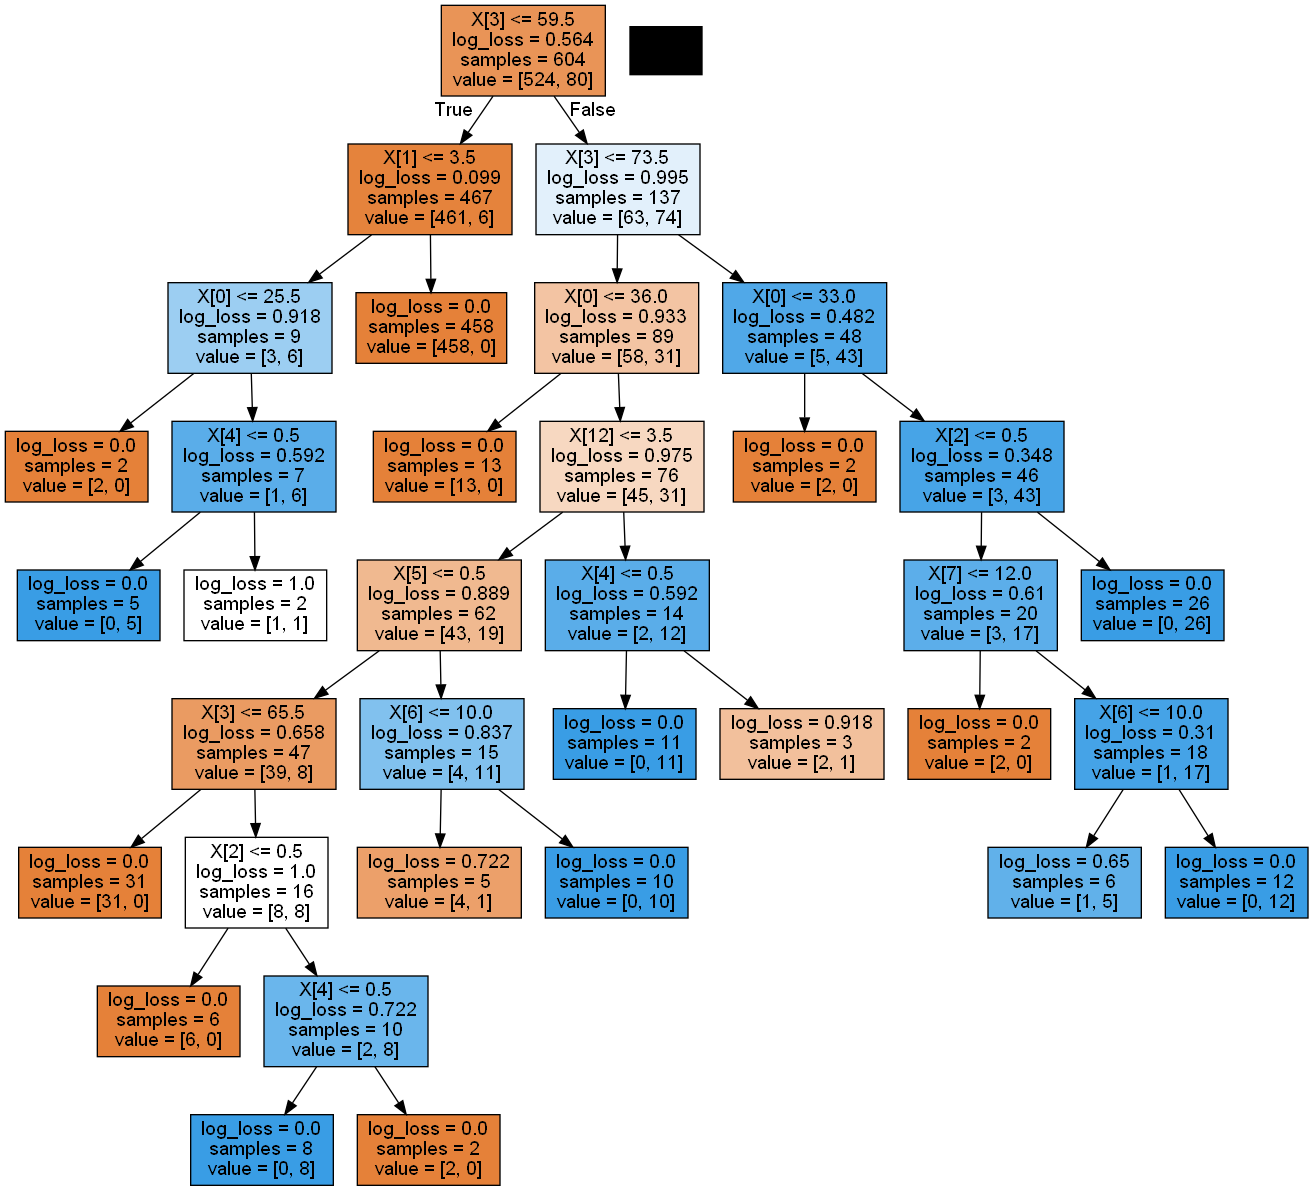 X[3] <= 59.5
log_loss = 0.564
samples = 604
value = [524, 80]
True
False
X[1] <= 3.5
log_loss = 0.099
samples = 467
value = [461, 6]
X[3] <= 73.5
log_loss = 0.995
samples = 137
value = [63, 74]
X[0] <= 25.5
log_loss = 0.918
samples = 9
value = [3, 6]
log_loss = 0.0
samples = 458
value = [458, 0]
X[0] <= 36.0
log_loss = 0.933
samples = 89
value = [58, 31]
X[0] <= 33.0
log_loss = 0.482
samples = 48
value = [5, 43]
log_loss = 0.0
samples = 2
value = [2, 0]
X[4] <= 0.5
log_loss = 0.592
samples = 7
value = [1, 6]
log_loss = 0.0
samples = 13
value = [13, 0]
X[12] <= 3.5
log_loss = 0.975
samples = 76
value = [45, 31]
log_loss = 0.0
samples = 2
value = [2, 0]
X[2] <= 0.5
log_loss = 0.348
samples = 46
value = [3, 43]
log_loss = 0.0
samples = 5
value = [0, 5]
log_loss = 1.0
samples = 2
value = [1, 1]
X[5] <= 0.5
log_loss = 0.889
samples = 62
value = [43, 19]
X[4] <= 0.5
log_loss = 0.592
samples = 14
value = [2, 12]
X[7] <= 12.0
log_loss = 0.61
samples = 20
value = [3, 17]
log_loss = 0.0
samples = 26
value = [0, 26]
X[3] <= 65.5
log_loss = 0.658
samples = 47
value = [39, 8]
X[6] <= 10.0
log_loss = 0.837
samples = 15
value = [4, 11]
log_loss = 0.0
samples = 11
value = [0, 11]
log_loss = 0.918
samples = 3
value = [2, 1]
log_loss = 0.0
samples = 2
value = [2, 0]
X[6] <= 10.0
log_loss = 0.31
samples = 18
value = [1, 17]
log_loss = 0.0
samples = 31
value = [31, 0]
X[2] <= 0.5
log_loss = 1.0
samples = 16
value = [8, 8]
log_loss = 0.722
samples = 5
value = [4, 1]
log_loss = 0.0
samples = 10
value = [0, 10]
log_loss = 0.65
samples = 6
value = [1, 5]
log_loss = 0.0
samples = 12
value = [0, 12]
log_loss = 0.0
samples = 6
value = [6, 0]
X[4] <= 0.5
log_loss = 0.722
samples = 10
value = [2, 8]
log_loss = 0.0
samples = 8
value = [0, 8]
log_loss = 0.0
samples = 2
value = [2, 0]